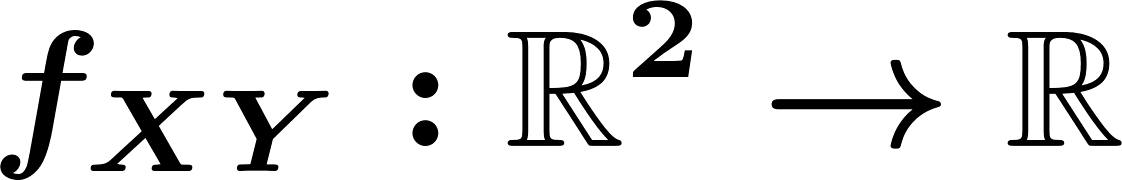 f_{XY} : ℝ² → ℝ